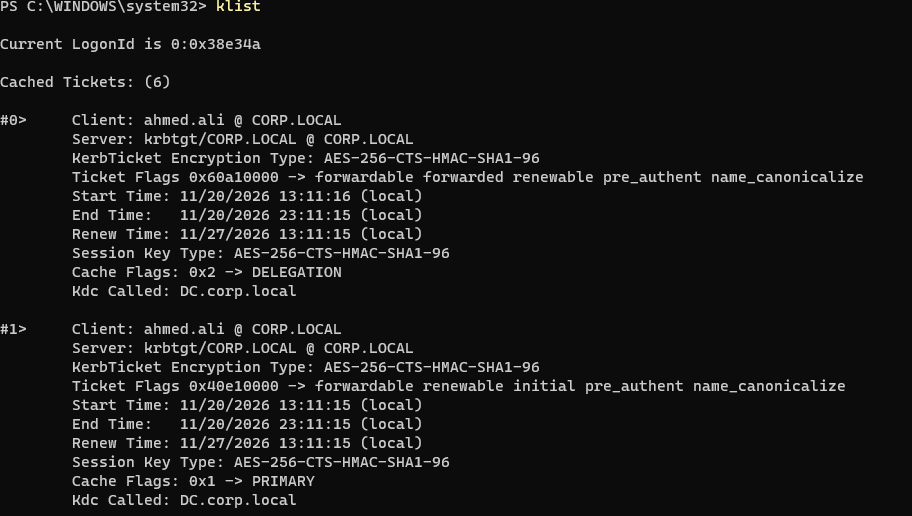 PS C:\WINDOWS\system32> klist
Current LogonId is 0:0x38e34a
Cached Tickets: (6)
#0>     Client: ahmed.ali @ CORP.LOCAL
        Server: krbtgt/CORP.LOCAL @ CORP.LOCAL
        KerbTicket Encryption Type: AES-256-CTS-HMAC-SHA1-96
        Ticket Flags 0x60a10000 -> forwardable forwarded renewable pre_authent name_canonicalize
        Start Time: 11/20/2026 13:11:16 (local)
        End Time:   11/20/2026 23:11:15 (local)
        Renew Time: 11/27/2026 13:11:15 (local)
        Session Key Type: AES-256-CTS-HMAC-SHA1-96
        Cache Flags: 0x2 -> DELEGATION
        Kdc Called: DC.corp.local
#1>     Client: ahmed.ali @ CORP.LOCAL
        Server: krbtgt/CORP.LOCAL @ CORP.LOCAL
        KerbTicket Encryption Type: AES-256-CTS-HMAC-SHA1-96
        Ticket Flags 0x40e10000 -> forwardable renewable initial pre_authent name_canonicalize
        Start Time: 11/20/2026 13:11:15 (local)
        End Time:   11/20/2026 23:11:15 (local)
        Renew Time: 11/27/2026 13:11:15 (local)
        Session Key Type: AES-256-CTS-HMAC-SHA1-96
        Cache Flags: 0x1 -> PRIMARY
        Kdc Called: DC.corp.local